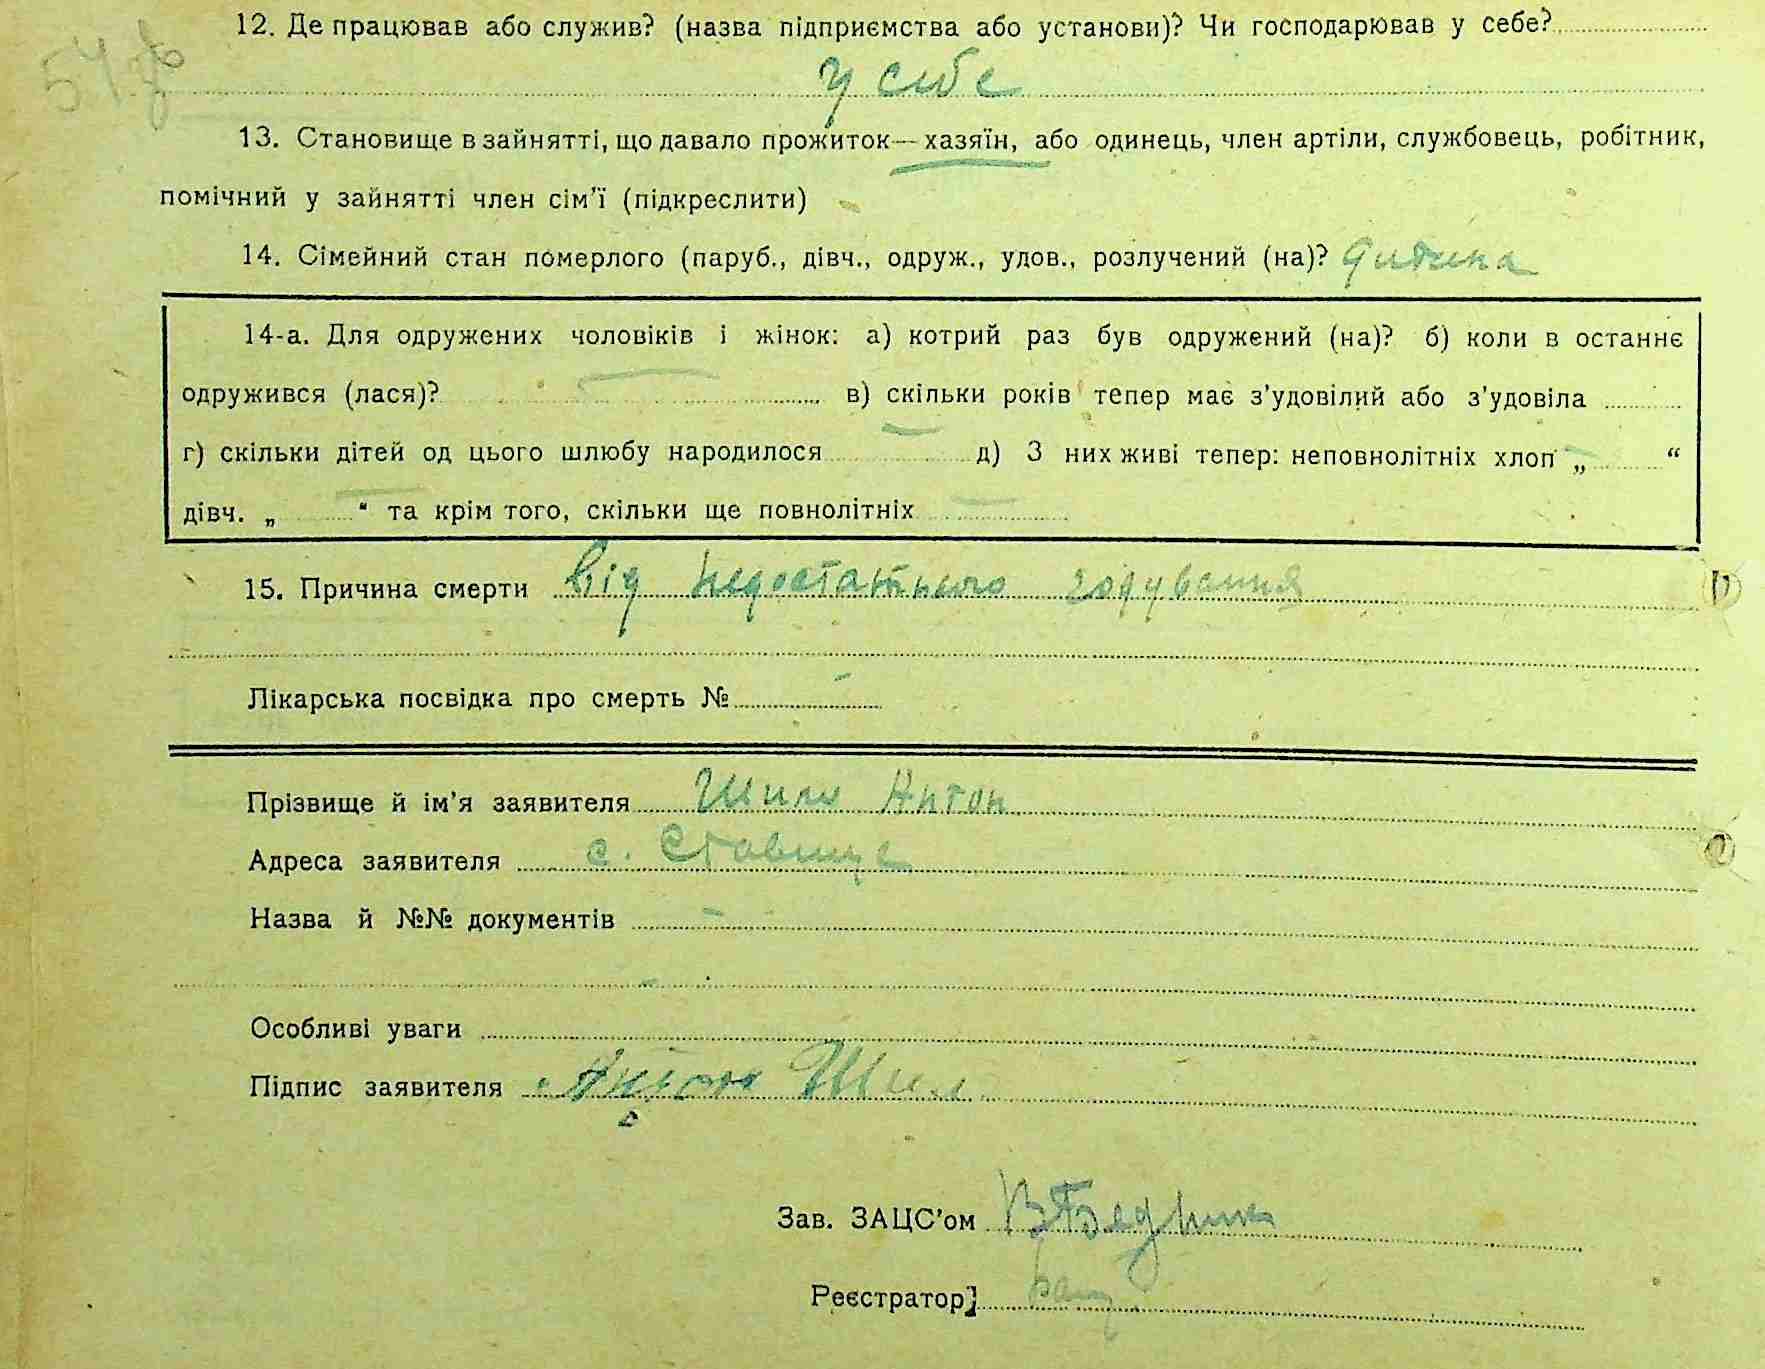 12. Де працював або служив? (назва підприємства або установи)? Чи господарював у себе?
у себе
13. Становище в зайнятті, що давало прожиток—хазяїн, або одинець, член артіли, службовець, робітник,
помічний у зайнятті член сім'ї (підкреслити)
14. Сімейний стан померлого (паруб., дівч., одруж., удов., розлучений (на)? дитина
14-а. Для одружених чоловіків і жінок: а) котрий раз був одружений (на)? б) коли в останнє
одружився (лася)? в) скільки років тепер має з'удовілий або з'удовіла
г) скільки дітей од цього шлюбу народилося д) З них живі тепер: неповнолітніх хлоп „ “
дівч. „ “ та крім того, скільки ще повнолітніх
15. Причина смерти від недостатнього годування
Лікарська посвідка про смерть №
Прізвище й ім'я заявителя Шило Антон
Адреса заявителя с. Ставище
Назва й №№ документів
Особливі уваги
Підпис заявителя Антон Шило
Зав. ЗАЦС'ом
Реєстратор